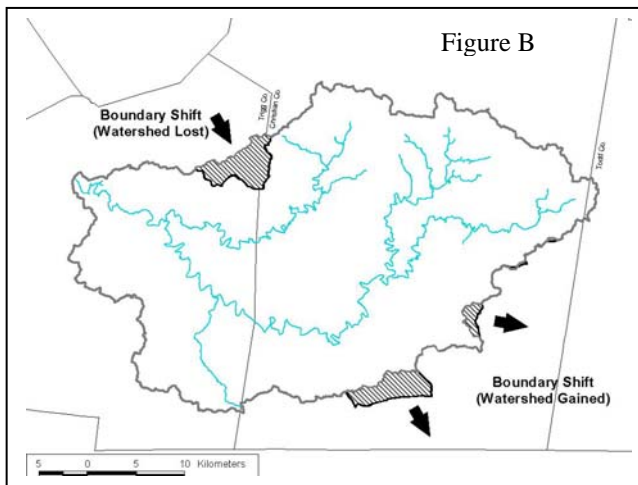 Figure B
Boundary Shift
(Watershed Lost)
Trigg Co.
Christian Co.
Todd Co.
Boundary Shift
(Watershed Gained)
5 0 5 10 Kilometers